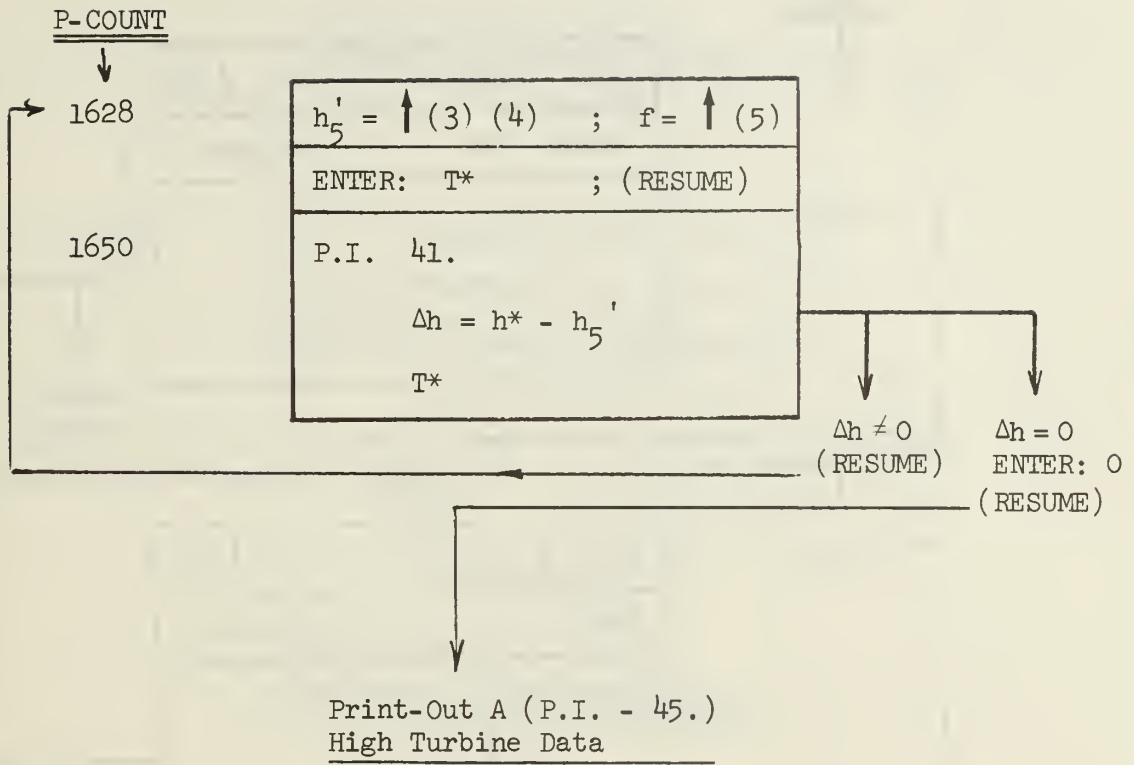 P-COUNT
1628
h₅' = ↑ (3) (4) ; f = ↑ (5)
ENTER: T* ; (RESUME)
1650
P.I. 41.
Δh = h* - h₅'
T*
Δh ≠ 0
(RESUME)
Δh = 0
ENTER: 0
(RESUME)
Print-Out A (P.I. - 45.)
High Turbine Data